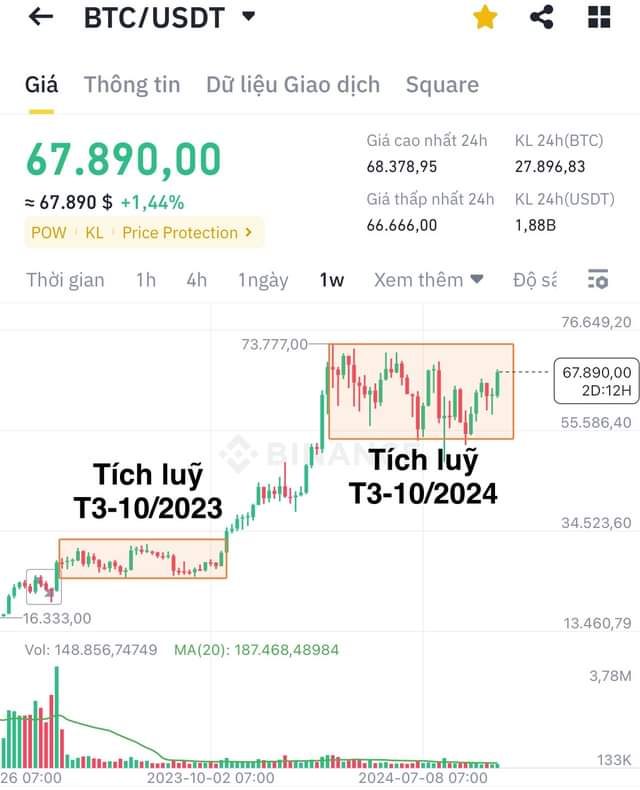 BTC/USDT
Giá Thông tin Dữ liệu Giao dịch Square
67.890,00
≈ 67.890 $ +1,44%
POW KL Price Protection
Giá cao nhất 24h KL 24h(BTC)
68.378,95 27.896,83
Giá thấp nhất 24h KL 24h(USDT)
66.666,00 1,88B
Thời gian 1h 4h 1ngày 1w Xem thêm Độ sâ
76.649,20
73.777,00
67.890,00
2D:12H
55.586,40
BINANCE
Tích luỹ
T3-10/2023
Tích luỹ
T3-10/2024
34.523,60
16.333,00
13.460,79
Vol: 148.856,74749 MA(20): 187.468,48984
3,78M
133K
26 07:00 2023-10-02 07:00 2024-07-08 07:00